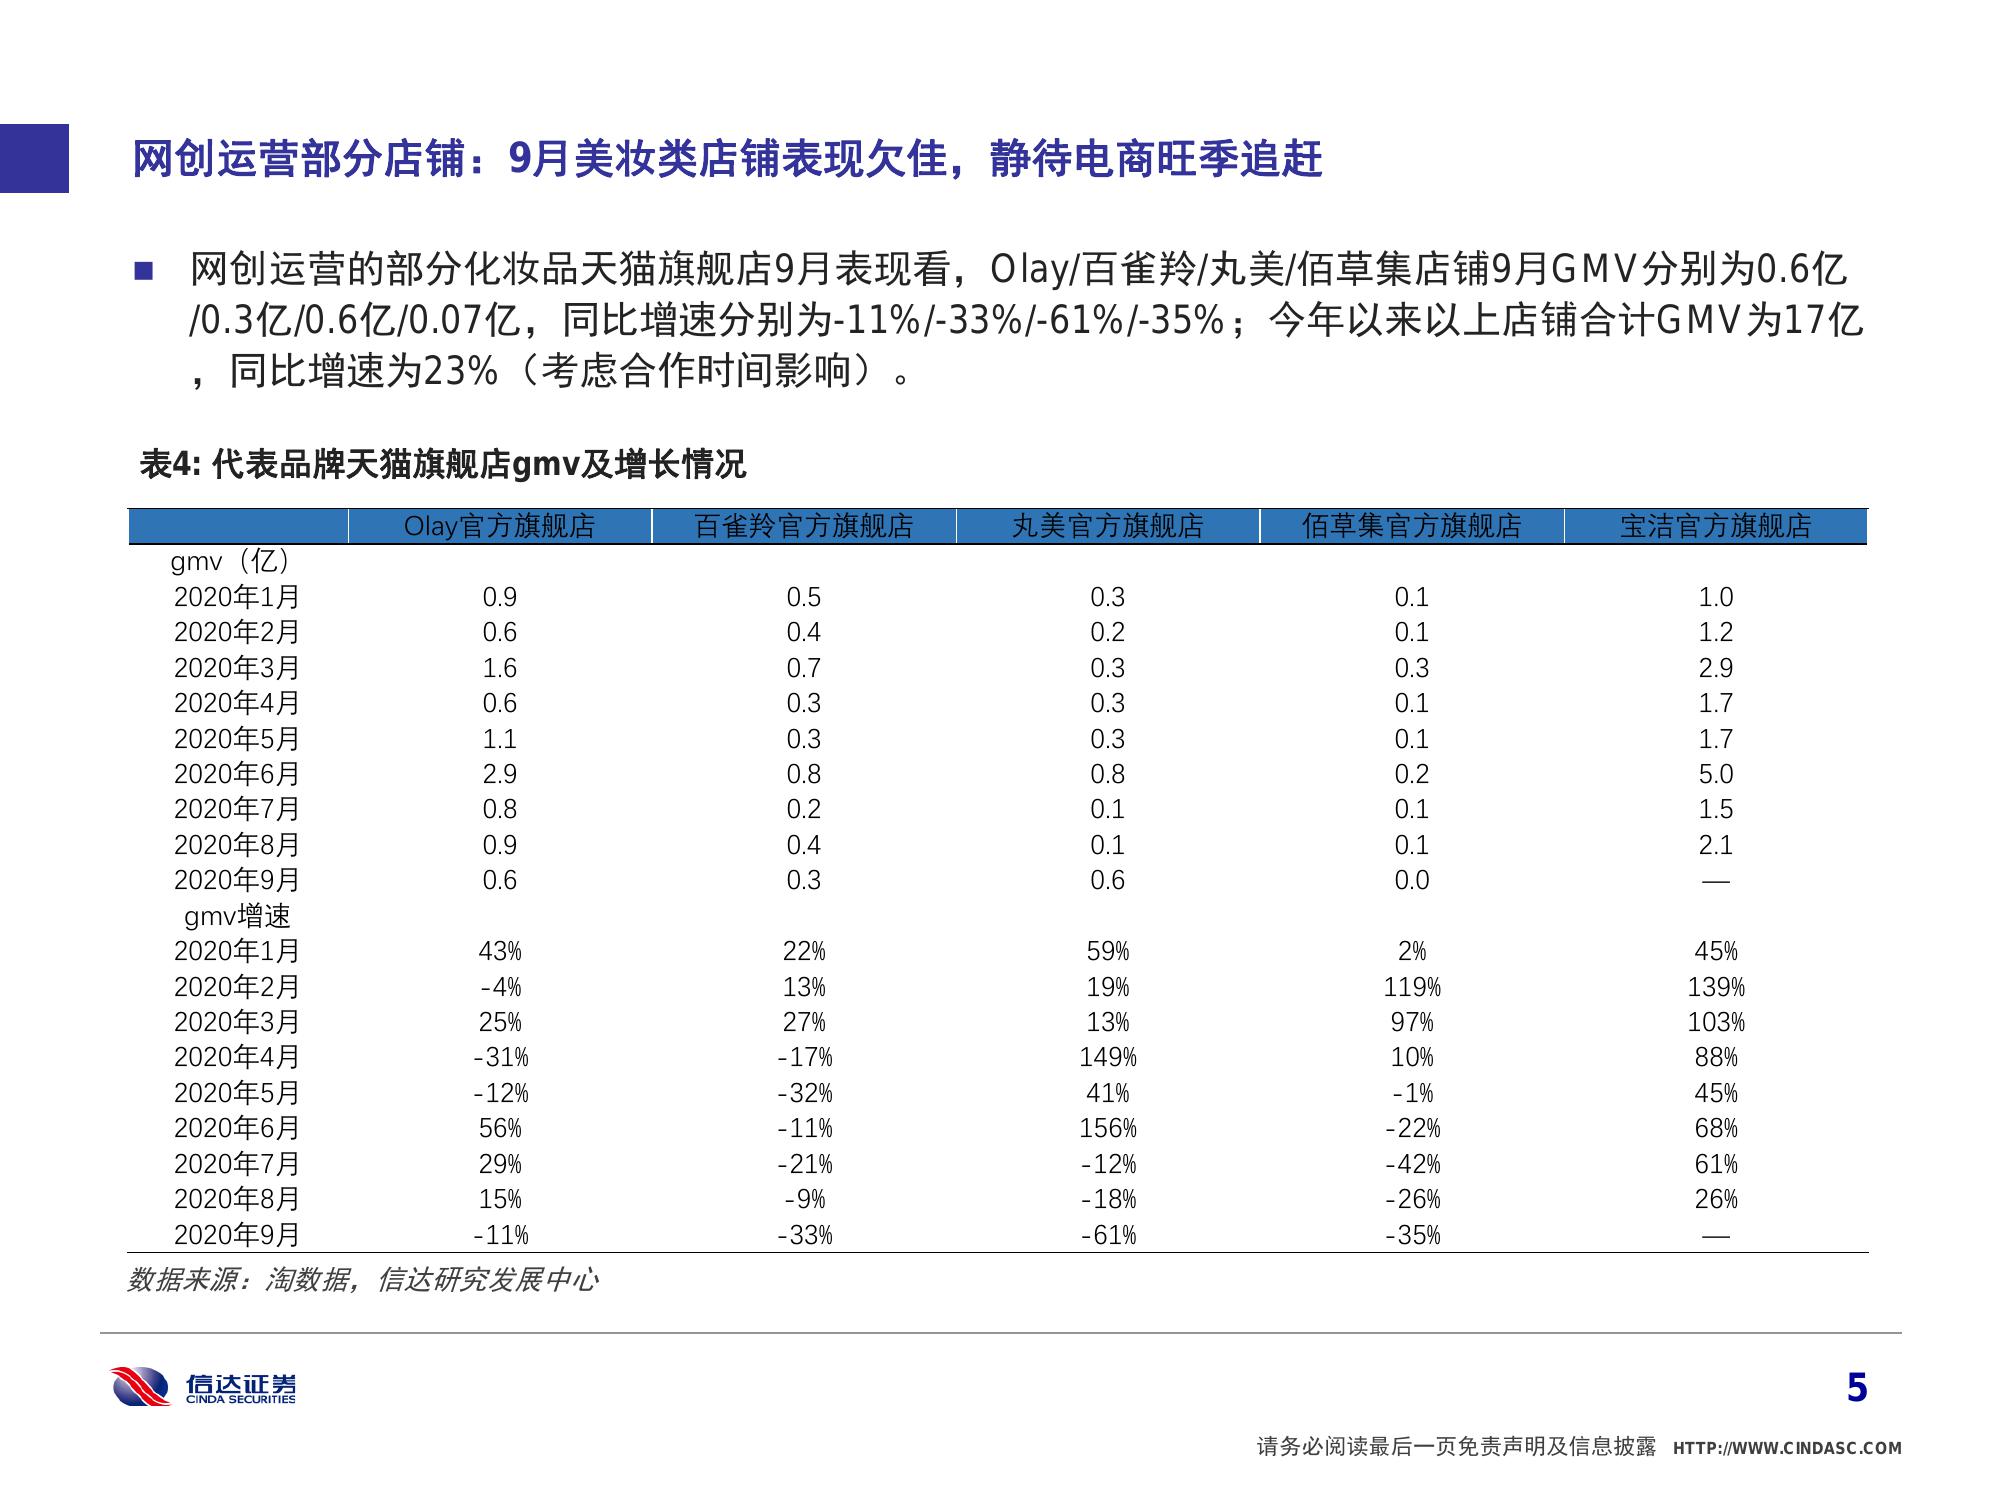 网创运营部分店铺：9月美妆类店铺表现欠佳，静待电商旺季追赶
■ 网创运营的部分化妆品天猫旗舰店9月表现看，Olay/百雀羚/丸美/佰草集店铺9月GMV分别为0.6亿
/0.3亿/0.6亿/0.07亿，同比增速分别为-11%/-33%/-61%/-35%；今年以来以上店铺合计GMV为17亿
，同比增速为23%（考虑合作时间影响）。
表4: 代表品牌天猫旗舰店gmv及增长情况
Olay官方旗舰店 百雀羚官方旗舰店 丸美官方旗舰店 佰草集官方旗舰店 宝洁官方旗舰店
gmv（亿）
2020年1月 0.9 0.5 0.3 0.1 1.0
2020年2月 0.6 0.4 0.2 0.1 1.2
2020年3月 1.6 0.7 0.3 0.3 2.9
2020年4月 0.6 0.3 0.3 0.1 1.7
2020年5月 1.1 0.3 0.3 0.1 1.7
2020年6月 2.9 0.8 0.8 0.2 5.0
2020年7月 0.8 0.2 0.1 0.1 1.5
2020年8月 0.9 0.4 0.1 0.1 2.1
2020年9月 0.6 0.3 0.6 0.0 —
gmv增速
2020年1月 43% 22% 59% 2% 45%
2020年2月 -4% 13% 19% 119% 139%
2020年3月 25% 27% 13% 97% 103%
2020年4月 -31% -17% 149% 10% 88%
2020年5月 -12% -32% 41% -1% 45%
2020年6月 56% -11% 156% -22% 68%
2020年7月 29% -21% -12% -42% 61%
2020年8月 15% -9% -18% -26% 26%
2020年9月 -11% -33% -61% -35% —
数据来源：淘数据，信达研究发展中心
信达证券
CINDA SECURITIES
5
请务必阅读最后一页免责声明及信息披露 HTTP://WWW.CINDASC.COM